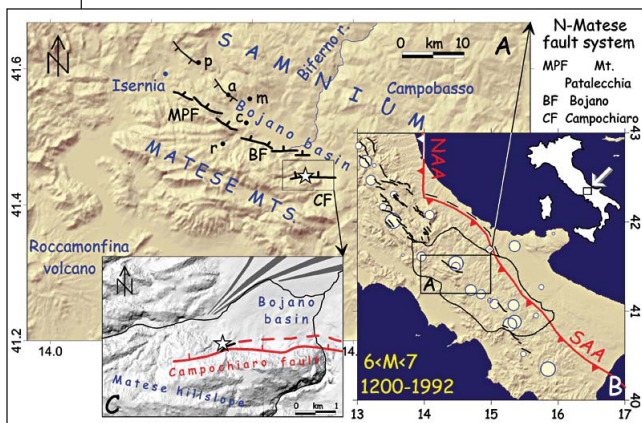 N-Matese
fault system
MPF Mt.
Patalecchia
BF Bojano
CF Campochiaro
A
N
0 km 10
SAMNIUM
Biferno r.
p
Isernia
a
m
Campobasso
MPF
c
Bojano basin
r
BF
MATESE MTS.
CF
Roccamonfina
volcano
41.6
41.4
41.2
14.0
14.
N
Bojano
basin
Campochiaro fault
Matese hillslope
C
0 km 1
NAA
A
SAA
6<M<7
1200-1992
B
43
42
41
40
13
14
15
16
17